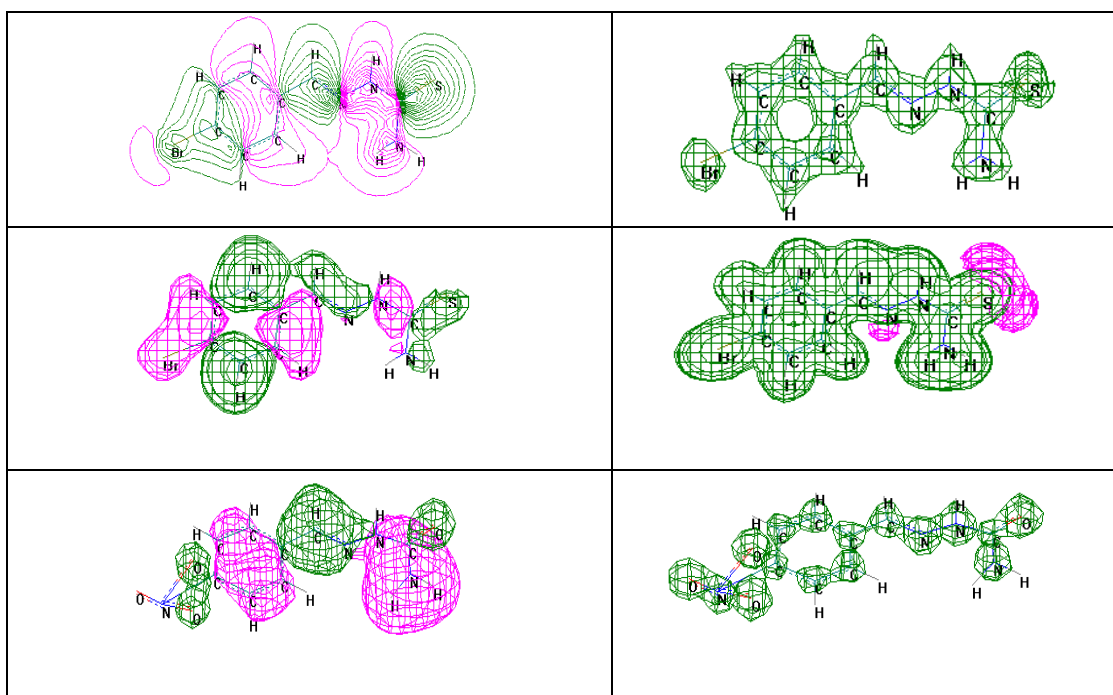 H C H
H C C N S
C C N C
C C
Br C H N H
H
H
H H H
H C C N S
C C N C
C C
Br C H N
H H
H
H H H
H C C N S
C C N C
C C
Br C N
H H H
H
H H H
H C C N S
C C N C
C C
Br C N
H H H
H
H H H
H C C N O
C C N C
O C C N
O C H H
N H
O H
H H H
H C C O
C C N N C
O C C N H
O C H H
N O
H